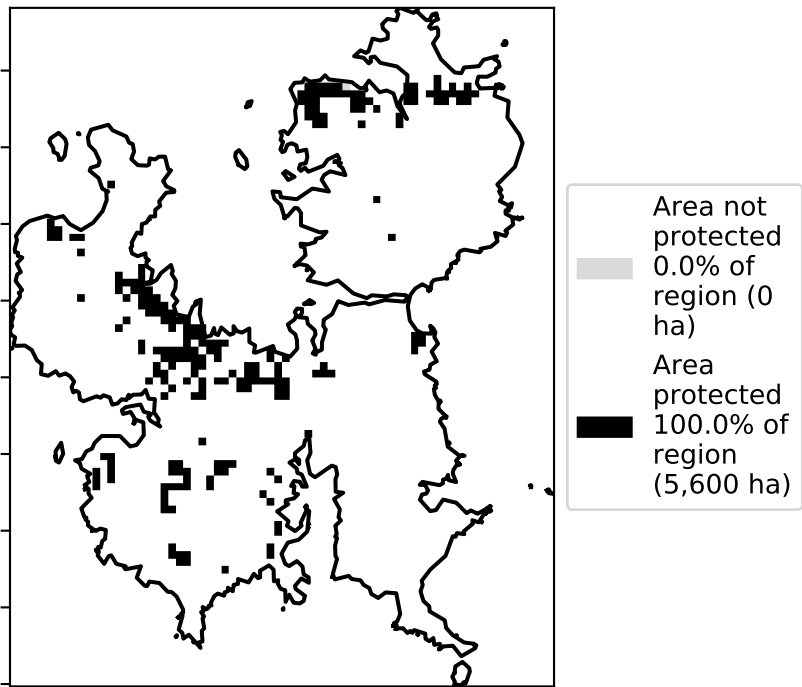 Area not
protected
0.0% of
region (0
ha)
Area
protected
100.0% of
region
(5,600 ha)